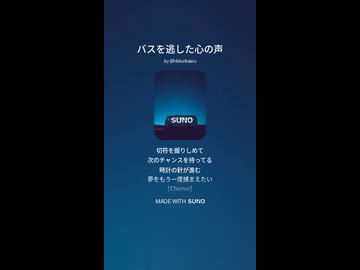 バスを逃した心の声
SUNO
切符を握りしめて
次のチャンスを待ってる
時計の針が進む
夢をもう一度捕まえたい
[Chorus]
MADE WITH SUNO